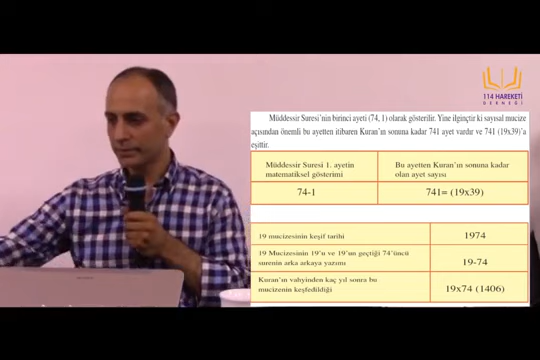 114 HAREKETİ
DERNEĞİ
Müddessir Suresi'nin birinci ayeti (74, 1) olarak gösterilir. Yine ilginçtir ki sayısal mucize
açısından önemli bu ayetten itibaren Kuran'ın sonuna kadar 741 ayet vardır ve 741 (19x39)'a
eşittir.
Müddessir Suresi 1. ayetin
matematiksel gösterimi
Bu ayetten Kuran'ın sonuna kadar
olan ayet sayısı
74-1
741= (19x39)
19 mucizesinin keşif tarihi
1974
19 Mucizesinin 19'u ve 19'un geçtiği 74'üncü
surenin arka arkaya yazımı
19-74
Kuran'ın vahyinden kaç yıl sonra bu
mucizenin keşfedildiği
19x74 (1406)